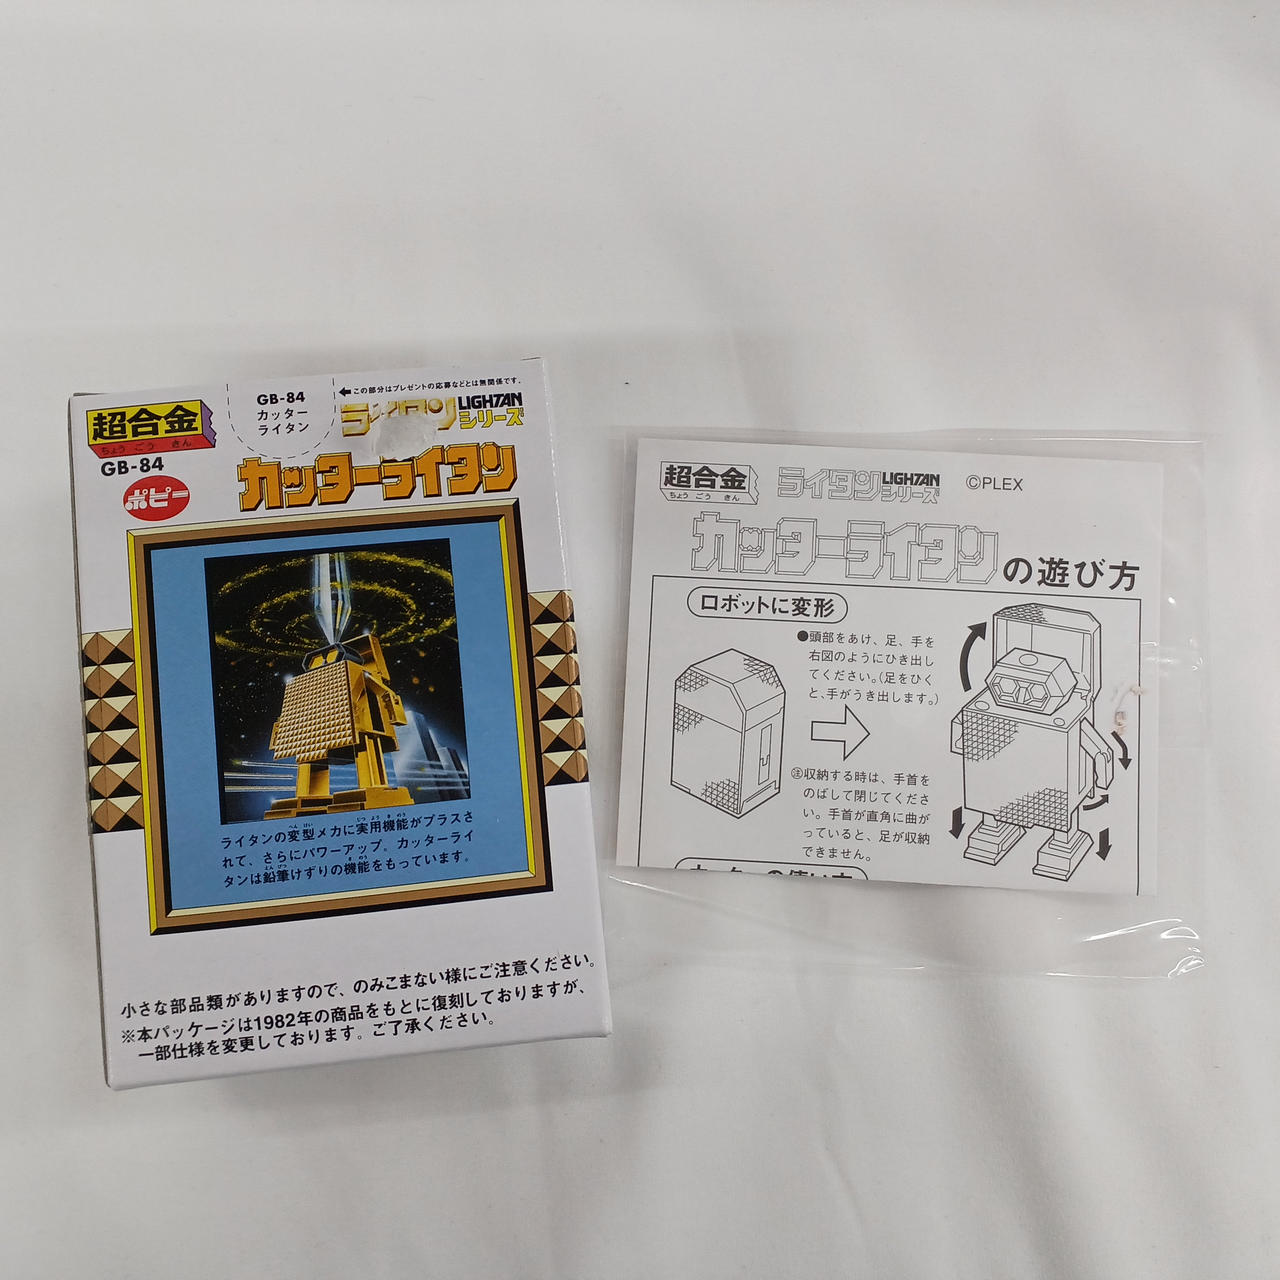 GB-84
カッター
ライタン
この部分はプレゼントの応募などとは無関係です。
超合金
ちょう ごう きん
GB-84
ポピー
ライタン LIGHTAN シリーズ
カッターライタン
ライタンの変型メカに実用機能がプラスさ
れて、さらにパワーアップ。カッターライ
タンは鉛筆けずりの機能をもっています。
小さな部品類がありますので、のみこまない様にご注意ください。
※本パッケージは1982年の商品をもとに復刻しておりますが、
一部仕様を変更しております。ご了承ください。
超合金
ちょう ごう きん
ライタン LIGHTAN シリーズ
©PLEX
カッターライタンの遊び方
ロボットに変形
●頭部をあけ、足、手を
右図のようにひき出し
てください。(足をひく
と、手がうき出します。)
注収納する時は、手首を
のばして閉じてくださ
い。手首が直角に曲が
っていると、足が収納
できません。